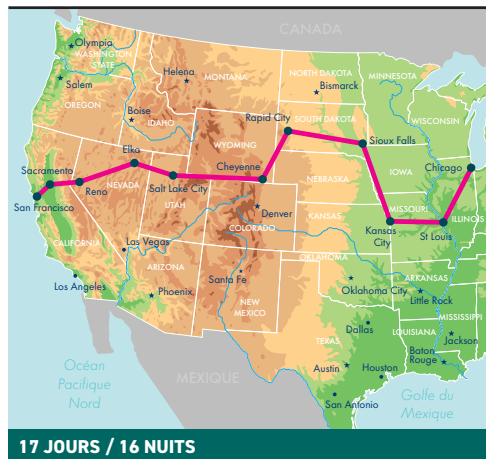 CANADA
Olympia
WASHINGTON
STATE
Salem
OREGON
Helena
MONTANA
NORTH DAKOTA
Bismarck
MINNESOTA
Boise
IDAHO
Rapid City
SOUTH DAKOTA
WISCONSIN
WYOMING
Sioux Falls
Elko
Cheyenne
Chicago
Sacramento
Reno
NEVADA
Salt Lake City
NEBRASKA
IOWA
San Francisco
UTAH
Denver
COLORADO
KANSAS
MISSOURI
ILLINOIS
Kansas
City
St Louis
CALIFORNIA
Las Vegas
Los Angeles
ARIZONA
Phoenix
Santa Fe
NEW
MEXICO
OKLAHOMA
Oklahoma City
ARKANSAS
Little Rock
MISSISSIPPI
Jackson
Dallas
TEXAS
LOUISIANA
Baton
Rouge
Austin
Houston
San Antonio
MEXIQUE
Océan
Pacifique
Nord
Golfe du
Mexique
17 JOURS / 16 NUITS